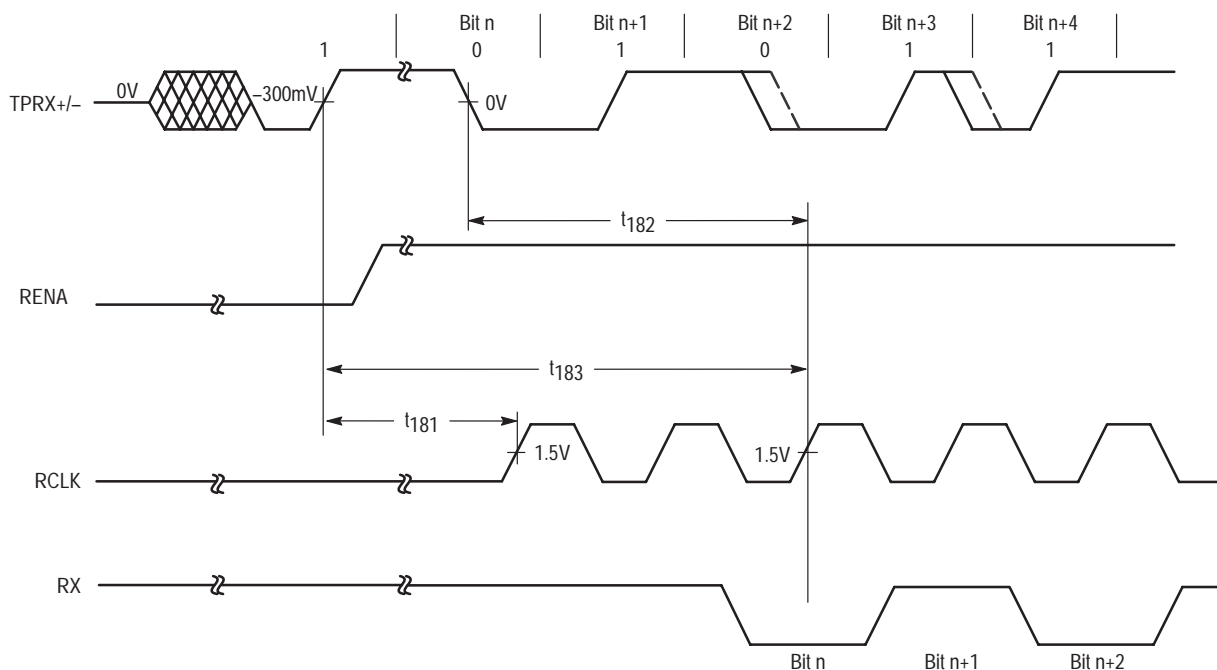 Bit n Bit n+1 Bit n+2 Bit n+3 Bit n+4
1 0 1 0 1 1
TPRX+/– 0V –300mV 0V
t182
RENA
t183
t181
RCLK 1.5V 1.5V
RX
Bit n Bit n+1 Bit n+2